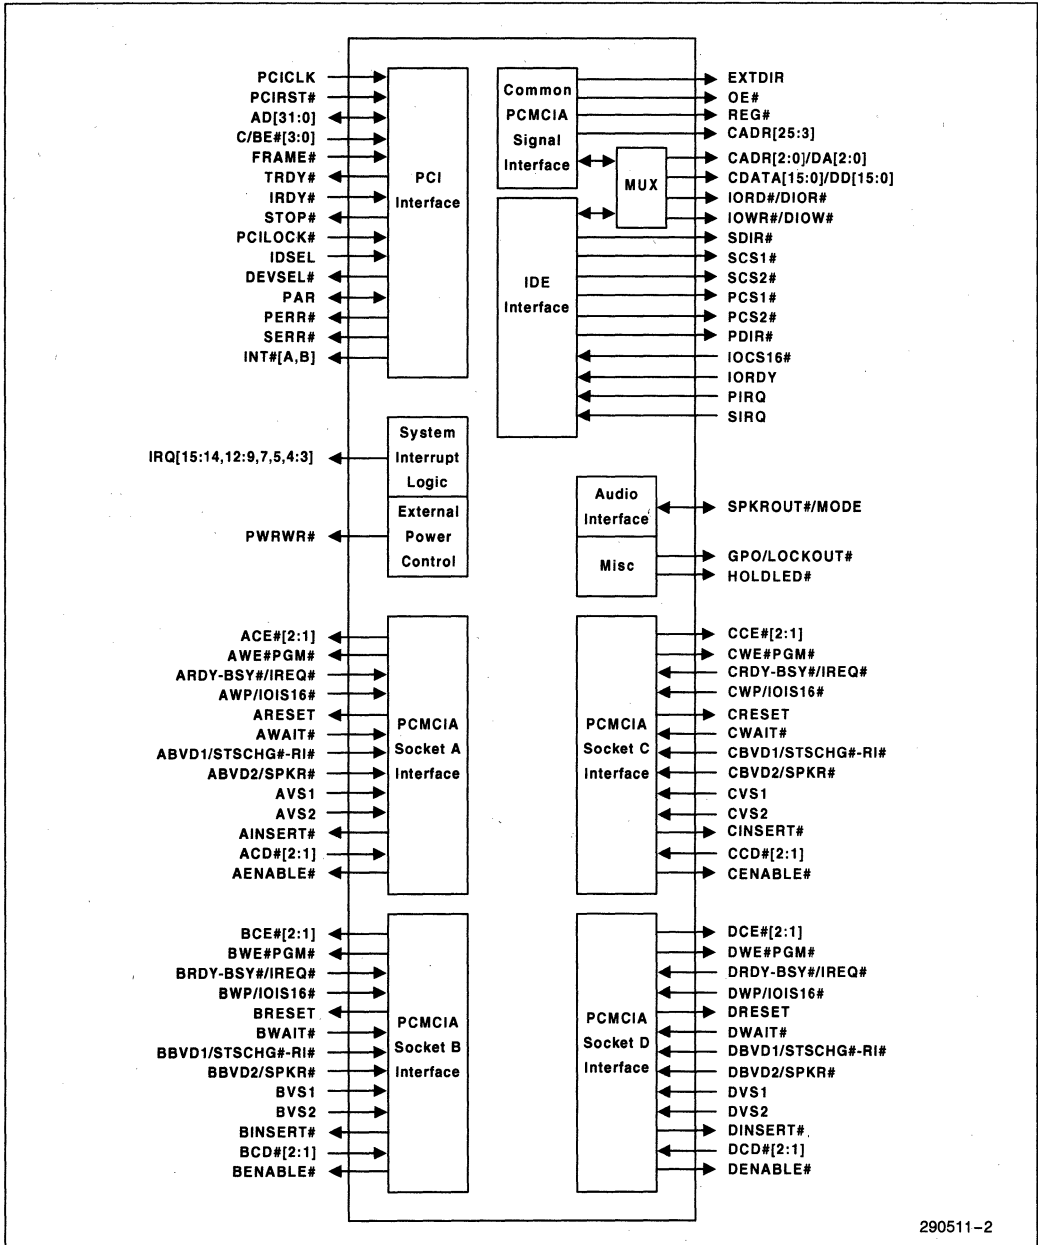 PCICLK
PCIRST#
AD[31:0]
C/BE#[3:0]
FRAME#
TRDY#
IRDY#
STOP#
PCILOCK#
IDSEL
DEVSEL#
PAR
PERR#
SERR#
INT#[A,B]
PCI
Interface
Common
PCMCIA
Signal
Interface
MUX
IDE
Interface
EXTDIR
OE#
REG#
CADR[25:3]
CADR[2:0]/DA[2:0]
CDATA[15:0]/DD[15:0]
IORD#/DIOR#
IOWR#/DIOW#
SDIR#
SCS1#
SCS2#
PCS1#
PCS2#
PDIR#
IOCS16#
IORDY
PIRQ
SIRQ
IRQ[15:14,12:9,7,5,4:3]
System
Interrupt
Logic
PWRWR#
External
Power
Control
Audio
Interface
SPKROUT#/MODE
Misc
GPO/LOCKOUT#
HOLDLED#
ACE#[2:1]
AWE#PGM#
ARDY-BSY#/IREQ#
AWP/IOIS16#
ARESET
AWAIT#
ABVD1/STSCHG#-RI#
ABVD2/SPKR#
AVS1
AVS2
AINSERT#
ACD#[2:1]
AENABLE#
PCMCIA
Socket A
Interface
PCMCIA
Socket C
Interface
CCE#[2:1]
CWE#PGM#
CRDY-BSY#/IREQ#
CWP/IOIS16#
CRESET
CWAIT#
CBVD1/STSCHG#-RI#
CBVD2/SPKR#
CVS1
CVS2
CINSERT#
CCD#[2:1]
CENABLE#
BCE#[2:1]
BWE#PGM#
BRDY-BSY#/IREQ#
BWP/IOIS16#
BRESET
BWAIT#
BBVD1/STSCHG#-RI#
BBVD2/SPKR#
BVS1
BVS2
BINSERT#
BCD#[2:1]
BENABLE#
PCMCIA
Socket B
Interface
PCMCIA
Socket D
Interface
DCE#[2:1]
DWE#PGM#
DRDY-BSY#/IREQ#
DWP/IOIS16#
DRESET
DWAIT#
DBVD1/STSCHG#-RI#
DBVD2/SPKR#
DVS1
DVS2
DINSERT#
DCD#[2:1]
DENABLE#
290511-2